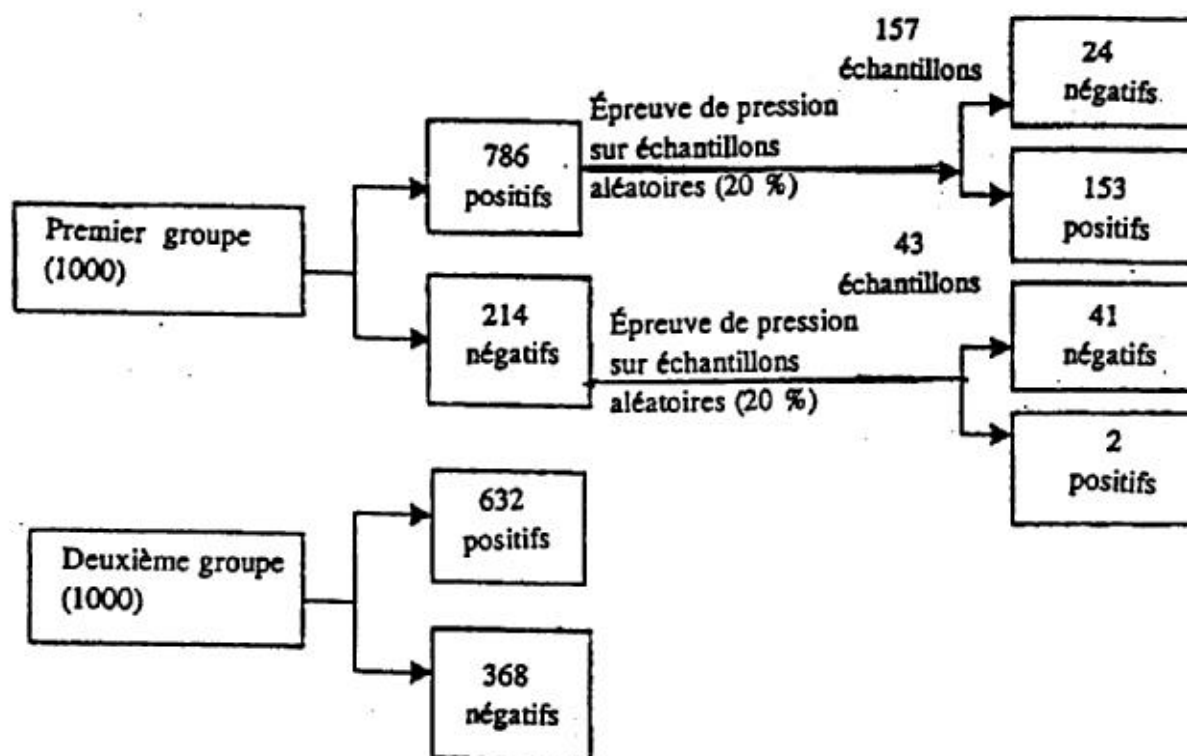 157
échantillons
24
négatifs
Épreuve de pression
sur échantillons
aléatoires (20 %)
786
positifs
153
positifs
Premier groupe
(1000)
43
échantillons
214
négatifs
Épreuve de pression
sur échantillons
aléatoires (20 %)
41
négatifs
2
positifs
632
positifs
Deuxième groupe
(1000)
368
négatifs